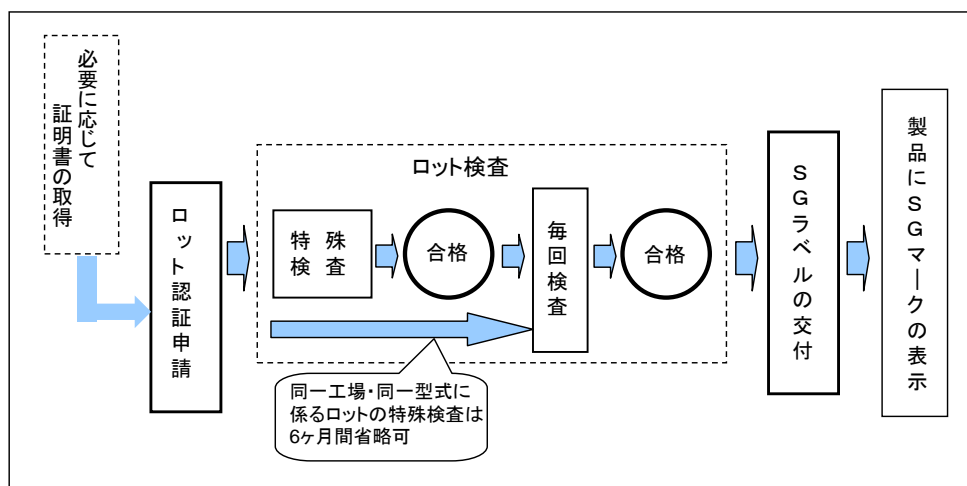 必要に応じて
証明書の取得
ロット認証申請
ロット検査
特 殊
検 査
合格
毎回検査
合格
同一工場・同一型式に
係るロットの特殊検査は
6ヶ月間省略可
SGラベルの交付
製品にSGマークの表示